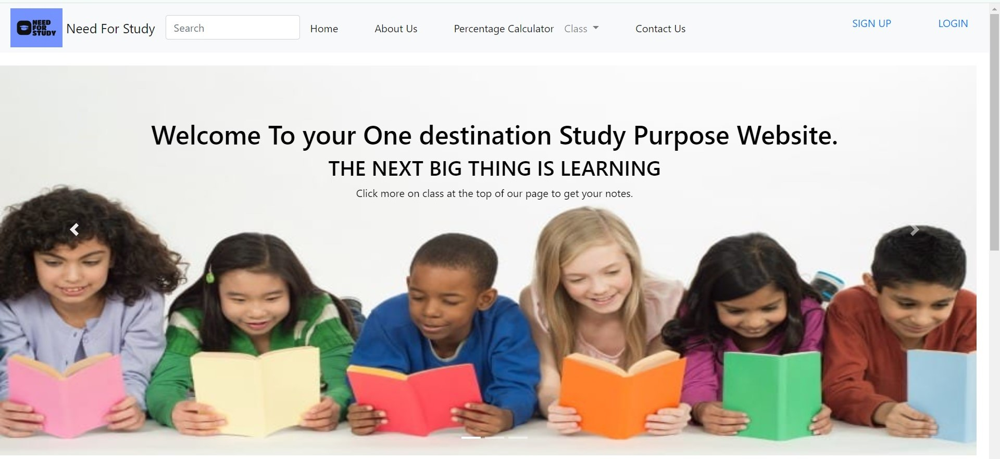 NEED
FOR
STUDY
Need For Study
Search
Home
About Us
Percentage Calculator
Class
Contact Us
SIGN UP
LOGIN
Welcome To your One destination Study Purpose Website.
THE NEXT BIG THING IS LEARNING
Click more on class at the top of our page to get your notes.